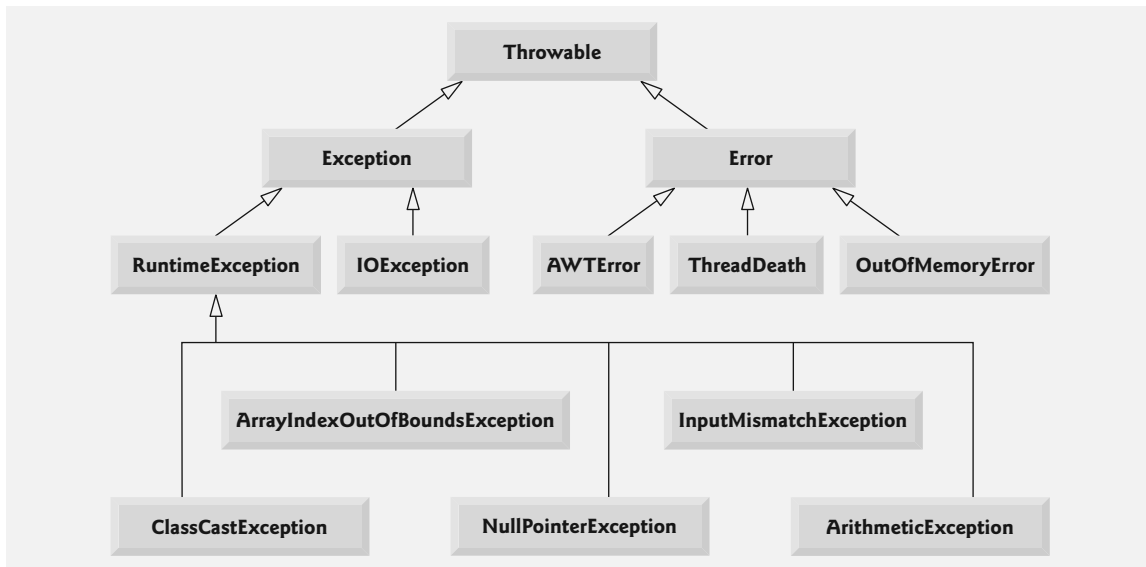 Throwable
Exception
Error
RuntimeException
IOException
AWTError
ThreadDeath
OutOfMemoryError
ArrayIndexOutOfBoundsException
InputMismatchException
ClassCastException
NullPointerException
ArithmeticException